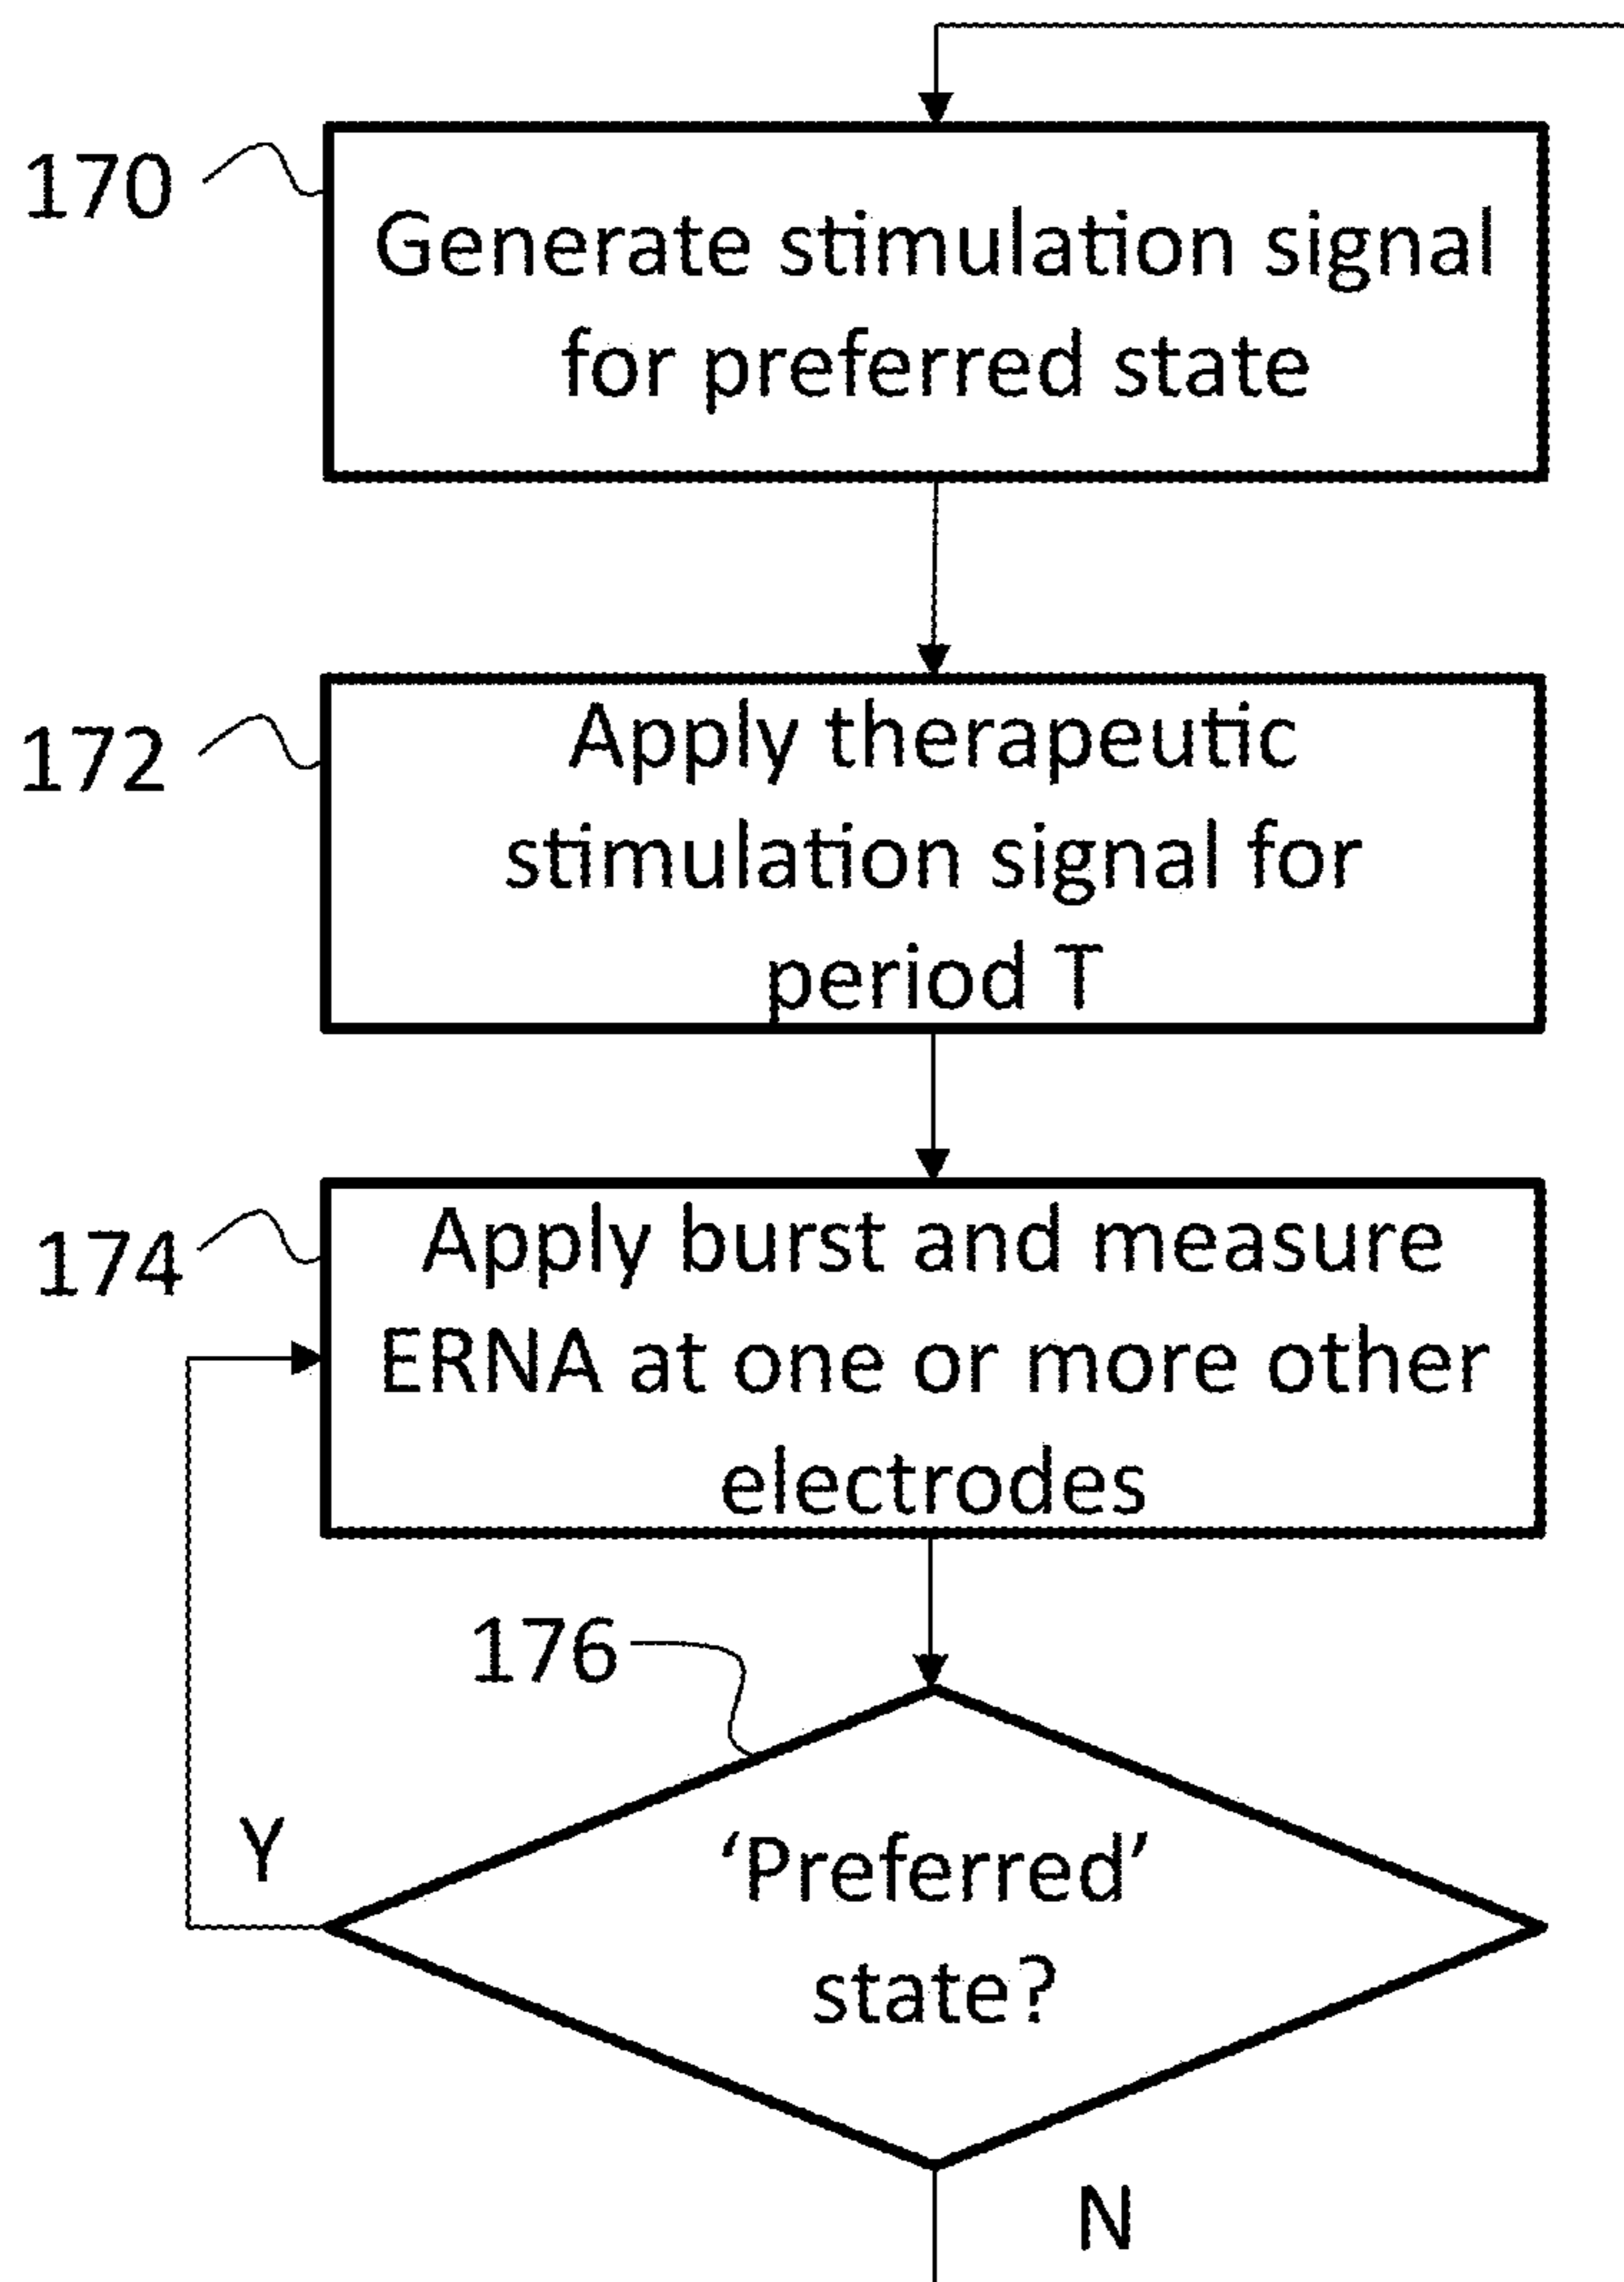 170
Generate stimulation signal
for preferred state
172
Apply therapeutic
stimulation signal for
period T
174
Apply burst and measure
ERNA at one or more other
electrodes
176
Y
‘Preferred’
state?
N